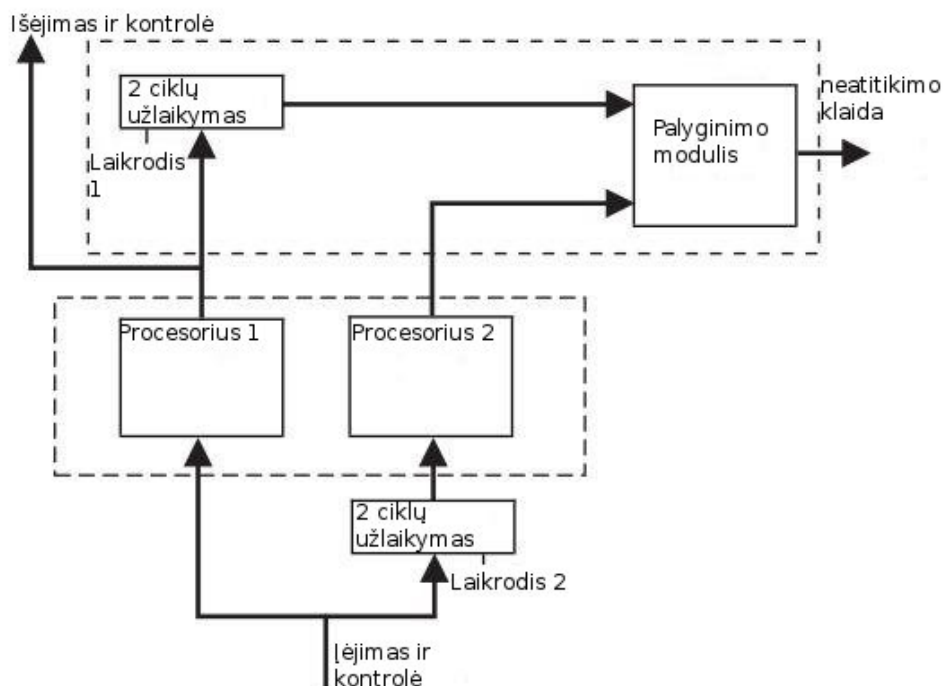 Išėjimas ir kontrolė
2 ciklų
užlaikymas
Laikrodis
1
Palyginimo
modulis
neatitikimo
klaida
Procesorius 1
Procesorius 2
2 ciklų
užlaikymas
Laikrodis 2
Įėjimas ir
kontrolė